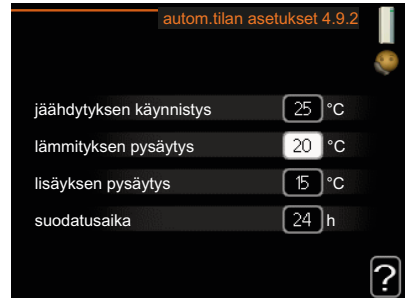 autom.tilan asetukset 4.9.2
jäähdytyksen käynnistys 25 °C
lämmityksen pysäytys 20 °C
lisäyksen pysäytys 15 °C
suodatusaika 24 h
?